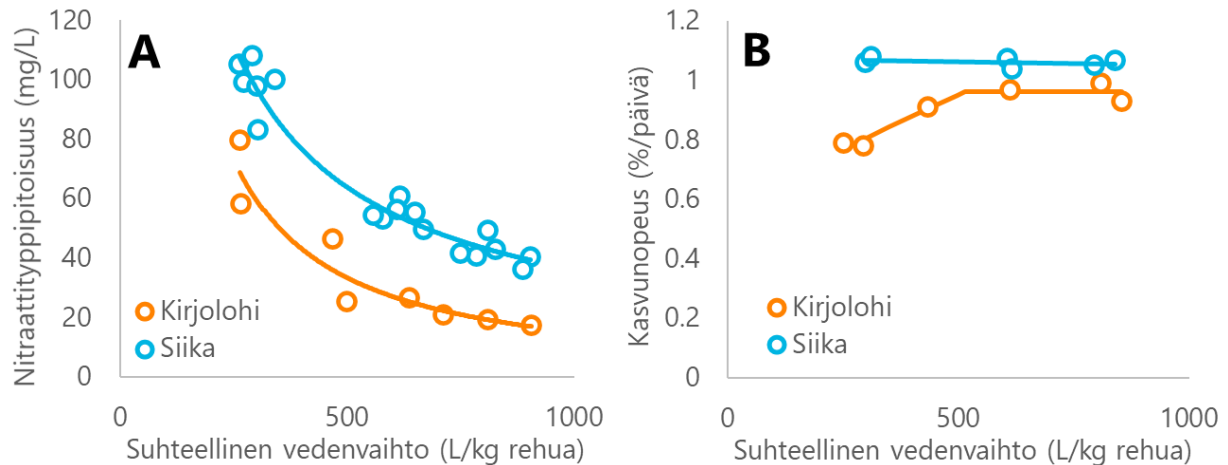 A
Nitraattityppipitoisuus (mg/L)
120
100
80
60
40
20
0
Kirjolohi
Siika
0
500
1000
Suhteellinen vedenvaihto (L/kg rehua)
B
Kasvunopeus (%/päivä)
1.2
1
0.8
0.6
0.4
0.2
0
Kirjolohi
Siika
0
500
1000
Suhteellinen vedenvaihto (L/kg rehua)